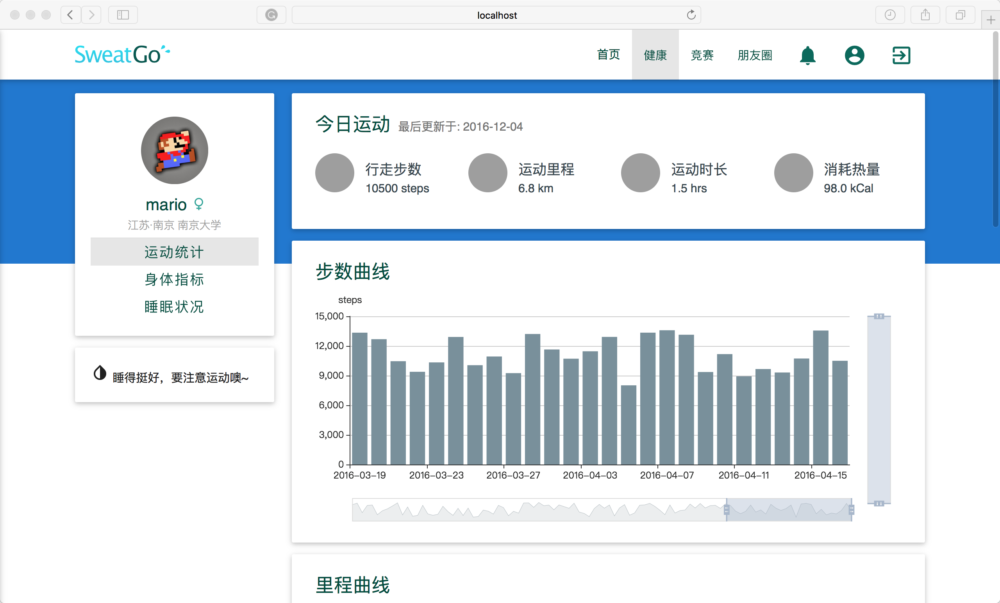 localhost
SweatGo
首页 健康 竞赛 朋友圈
mario
江苏·南京 南京大学
运动统计
身体指标
睡眠状况
睡得挺好，要注意运动噢~
今日运动 最后更新于: 2016-12-04
行走步数
10500 steps
运动里程
6.8 km
运动时长
1.5 hrs
消耗热量
98.0 kCal
步数曲线
steps
15,000
12,000
9,000
6,000
3,000
0
2016-03-19 2016-03-23 2016-03-27 2016-04-03 2016-04-07 2016-04-11 2016-04-15
里程曲线